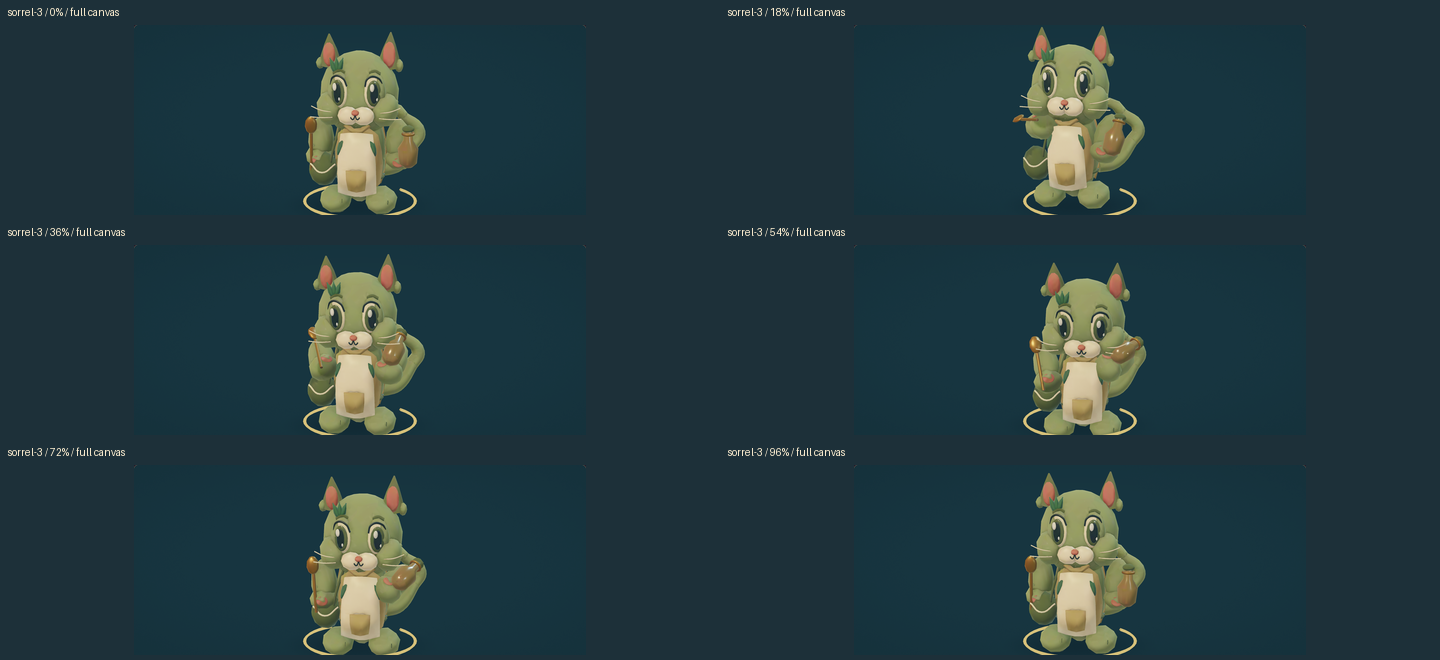 sorrel-3 / 0% / full canvas
sorrel-3 / 18% / full canvas
sorrel-3 / 36% / full canvas
sorrel-3 / 54% / full canvas
sorrel-3 / 72% / full canvas
sorrel-3 / 96% / full canvas